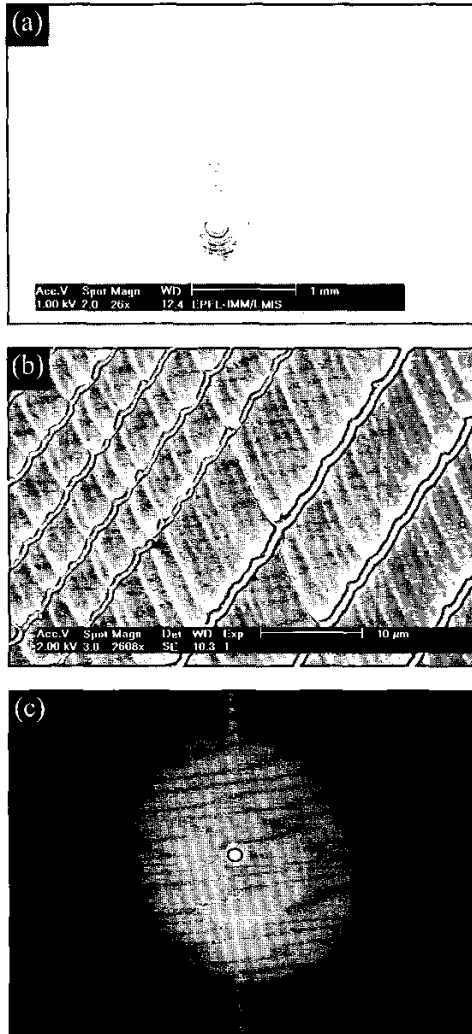 (a)
Acc.V Spot Magn WD 1 mm
1.00 kV 2.0 26x 12.4 EPFL-IMM/LMIS
(b)
Acc.V Spot Magn Det WD Exp 10 µm
2.00 kV 3.0 2608x SE 10.3 1
(c)